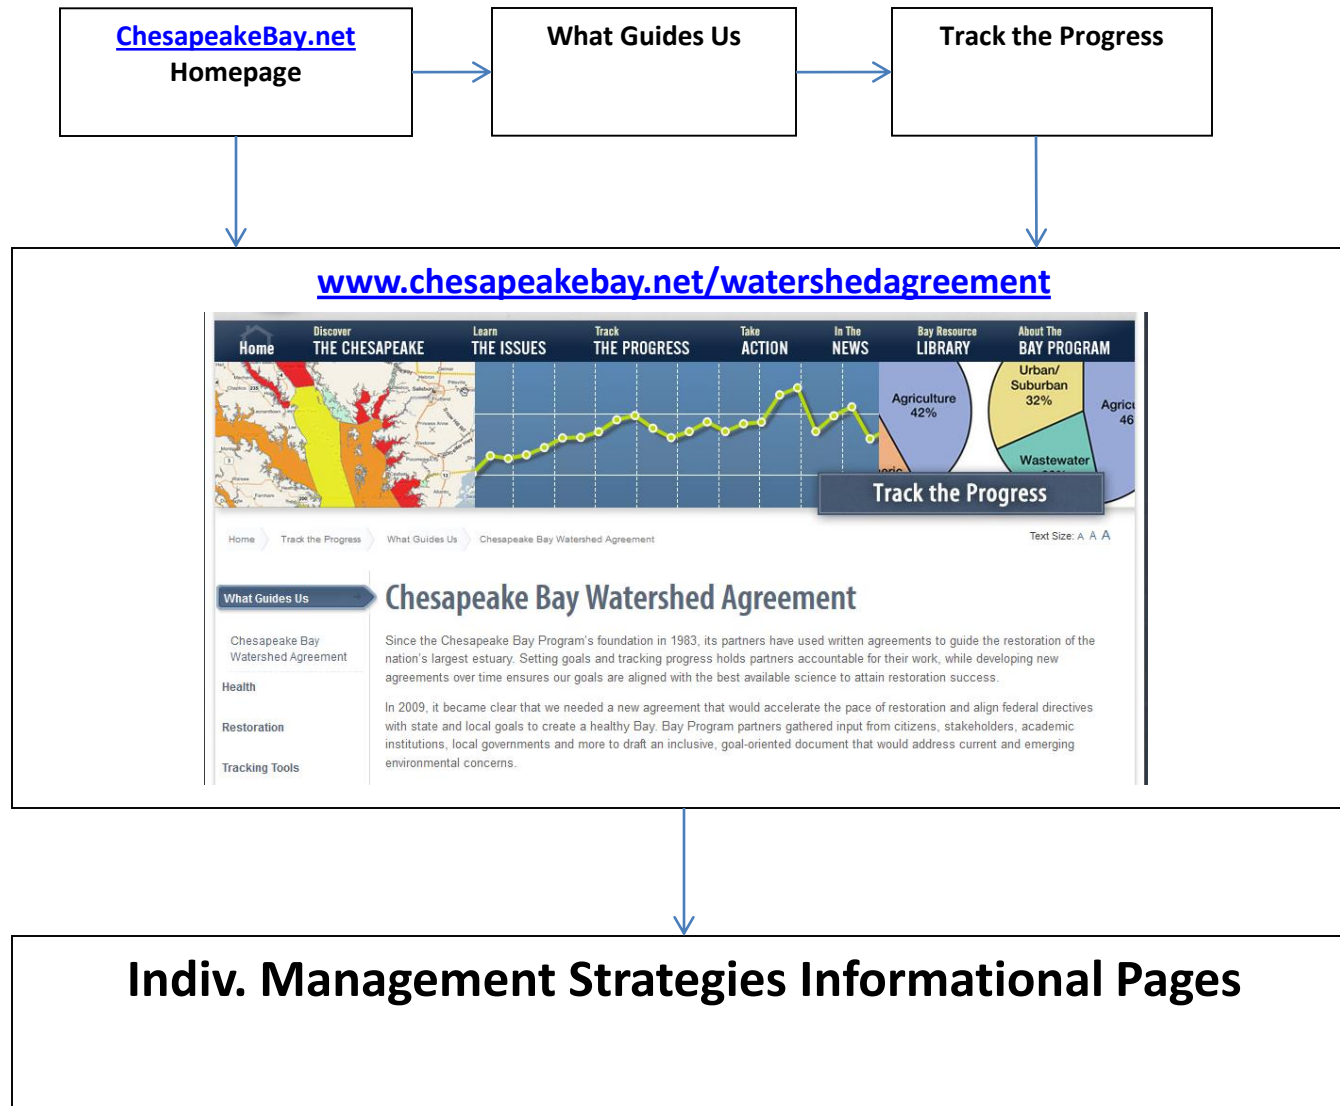 ChesapeakeBay.net
Homepage
What Guides Us
Track the Progress
www.chesapeakebay.net/watershedagreement
Home
Discover
THE CHESAPEAKE
Learn
THE ISSUES
Track
THE PROGRESS
Take
ACTION
In The
NEWS
Bay Resource
LIBRARY
About The
BAY PROGRAM
Agriculture
42%
Urban/
Suburban
32%
Wastewater
46
Track the Progress
Home
Track the Progress
What Guides Us
Chesapeake Bay Watershed Agreement
Text Size: A A A
What Guides Us
Chesapeake Bay
Watershed Agreement
Health
Restoration
Tracking Tools
Chesapeake Bay Watershed Agreement
Since the Chesapeake Bay Program's foundation in 1983, its partners have used written agreements to guide the restoration of the
nation's largest estuary. Setting goals and tracking progress holds partners accountable for their work, while developing new
agreements over time ensures our goals are aligned with the best available science to attain restoration success.
In 2009, it became clear that we needed a new agreement that would accelerate the pace of restoration and align federal directives
with state and local goals to create a healthy Bay. Bay Program partners gathered input from citizens, stakeholders, academic
institutions, local governments and more to draft an inclusive, goal-oriented document that would address current and emerging
environmental concerns.
Indiv. Management Strategies Informational Pages